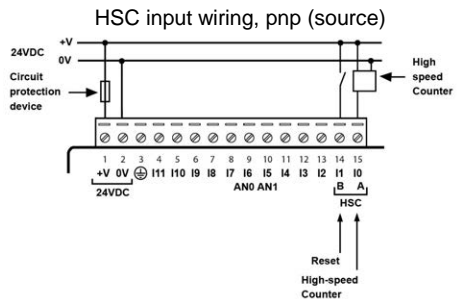 HSC input wiring, pnp (source)
+V
24VDC
0V
Circuit
protection
device
High
speed
Counter
1 2 3 4 5 6 7 8 9 10 11 12 13 14 15
+V 0V I11 I10 I9 I8 I7 I6 I5 I4 I3 I2 I1 I0
24VDC
AN0 AN1
B A
HSC
Reset
High-speed
Counter